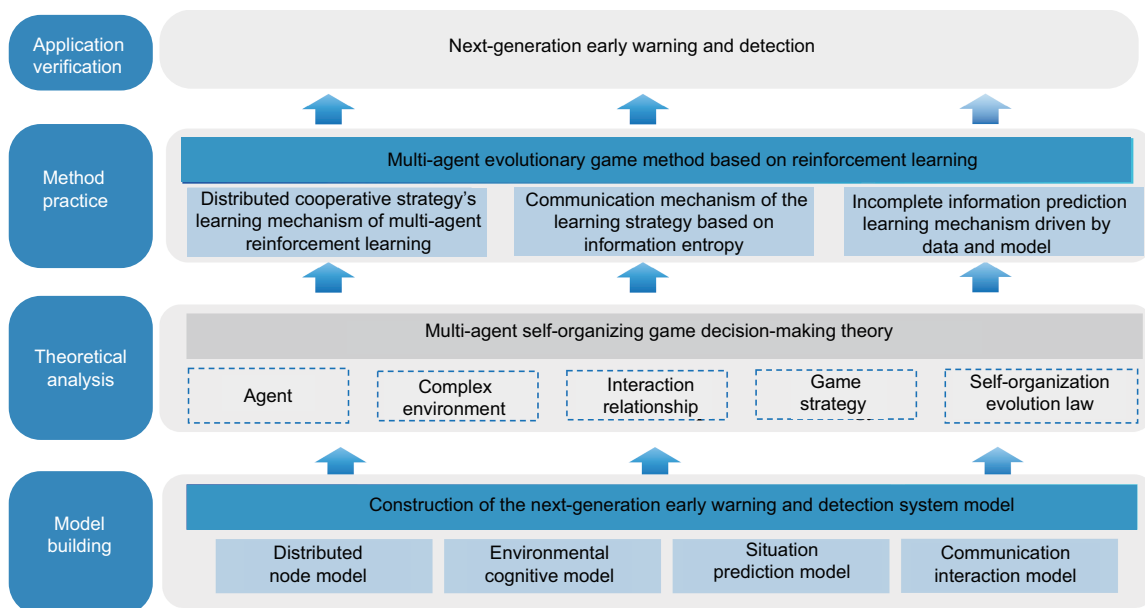 Application
verification
Next-generation early warning and detection
Method
practice
Multi-agent evolutionary game method based on reinforcement learning
Distributed cooperative strategy's
learning mechanism of multi-agent
reinforcement learning
Communication mechanism of the
learning strategy based on
information entropy
Incomplete information prediction
learning mechanism driven by
data and model
Theoretical
analysis
Multi-agent self-organizing game decision-making theory
Agent
Complex
environment
Interaction
relationship
Game
strategy
Self-organization
evolution law
Model
building
Construction of the next-generation early warning and detection system model
Distributed
node model
Environmental
cognitive model
Situation
prediction model
Communication
interaction model